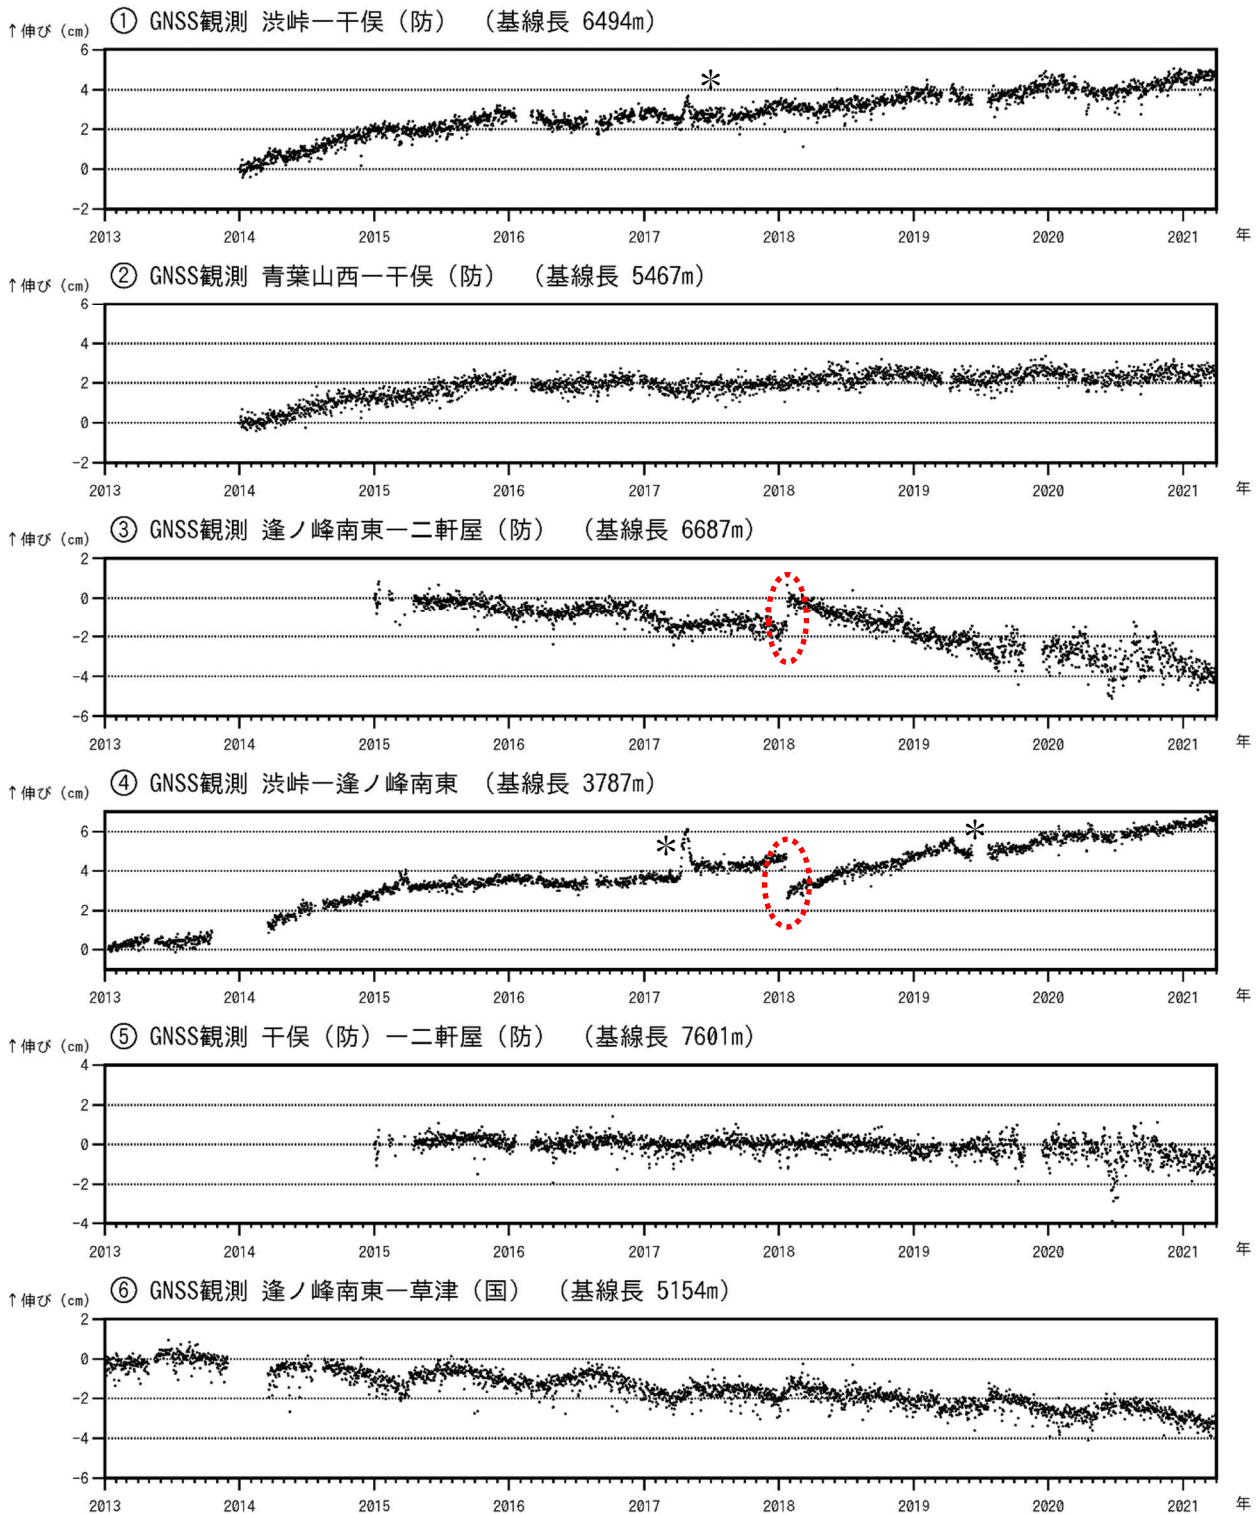 ↑伸び（cm） ① GNSS観測 渋峠－干俣（防） （基線長 6494m）
6
＊
4
2
0
-2
2013 2014 2015 2016 2017 2018 2019 2020 2021 年
↑伸び（cm） ② GNSS観測 青葉山西－干俣（防） （基線長 5467m）
6
4
2
0
-2
2013 2014 2015 2016 2017 2018 2019 2020 2021 年
↑伸び（cm） ③ GNSS観測 逢ノ峰南東－二軒屋（防） （基線長 6687m）
2
0
-2
-4
-6
2013 2014 2015 2016 2017 2018 2019 2020 2021 年
↑伸び（cm） ④ GNSS観測 渋峠－逢ノ峰南東 （基線長 3787m）
6 ＊ ＊
4
2
0
2013 2014 2015 2016 2017 2018 2019 2020 2021 年
↑伸び（cm） ⑤ GNSS観測 干俣（防）－二軒屋（防） （基線長 7601m）
4
2
0
-2
-4
2013 2014 2015 2016 2017 2018 2019 2020 2021 年
↑伸び（cm） ⑥ GNSS観測 逢ノ峰南東－草津（国） （基線長 5154m）
2
0
-2
-4
-6
2013 2014 2015 2016 2017 2018 2019 2020 2021 年